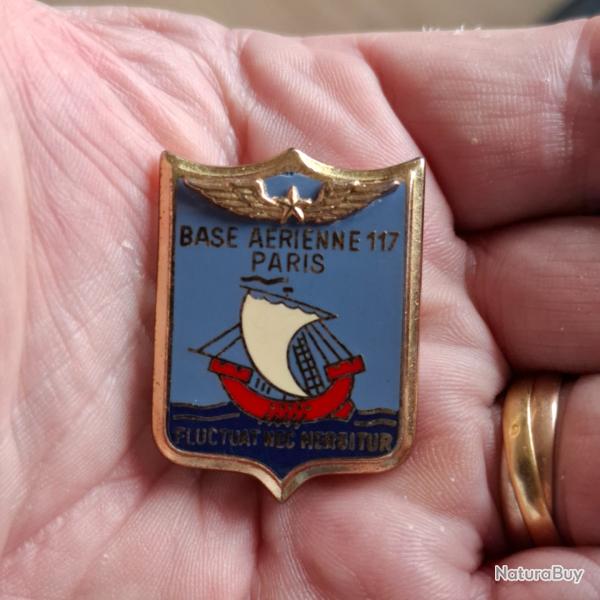 BASE AERIENNE 117
PARIS
FLUCTUAT NEC MERGITUR
NaturaBuy